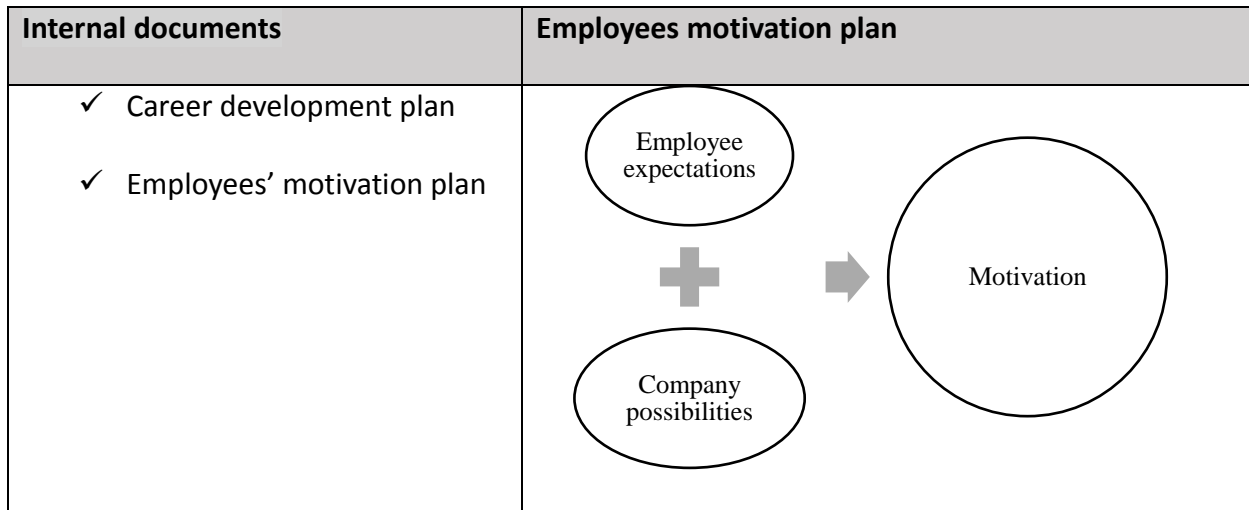 Internal documents
Employees motivation plan
✓ Career development plan
✓ Employees’ motivation plan
Employee
expectations
Company
possibilities
Motivation